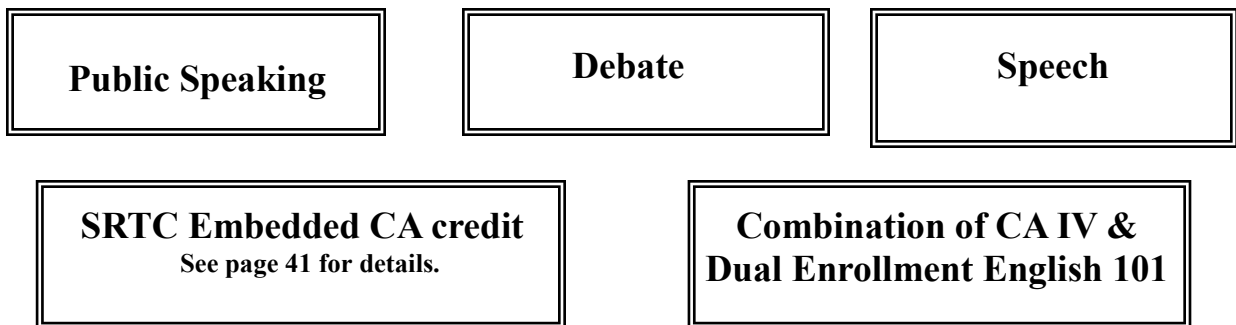 Public Speaking
Debate
Speech
SRTC Embedded CA credit
See page 41 for details.
Combination of CA IV &
Dual Enrollment English 101